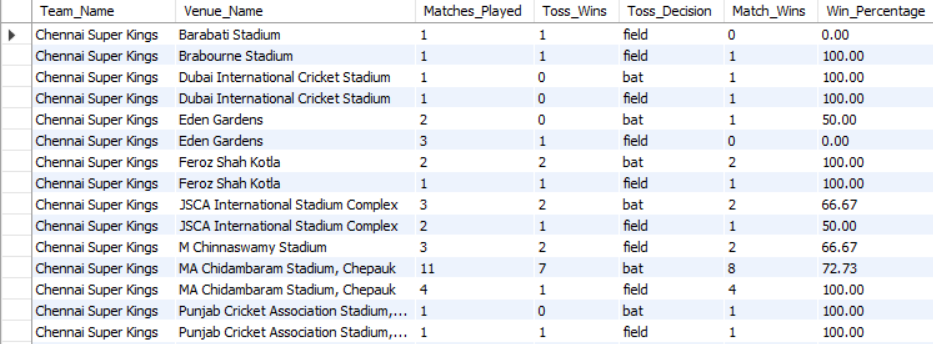 Team_Name Venue_Name Matches_Played Toss_Wins Toss_Decision Match_Wins Win_Percentage
Chennai Super Kings Barabati Stadium 1 1 field 0 0.00
Chennai Super Kings Brabourne Stadium 1 1 field 1 100.00
Chennai Super Kings Dubai International Cricket Stadium 1 0 bat 1 100.00
Chennai Super Kings Dubai International Cricket Stadium 1 0 field 1 100.00
Chennai Super Kings Eden Gardens 2 0 bat 1 50.00
Chennai Super Kings Eden Gardens 3 1 field 0 0.00
Chennai Super Kings Feroz Shah Kotla 2 2 bat 2 100.00
Chennai Super Kings Feroz Shah Kotla 1 1 field 1 100.00
Chennai Super Kings JSCA International Stadium Complex 3 2 bat 2 66.67
Chennai Super Kings JSCA International Stadium Complex 2 1 field 1 50.00
Chennai Super Kings M Chinnaswamy Stadium 3 2 field 2 66.67
Chennai Super Kings MA Chidambaram Stadium, Chepauk 11 7 bat 8 72.73
Chennai Super Kings MA Chidambaram Stadium, Chepauk 4 1 field 4 100.00
Chennai Super Kings Punjab Cricket Association Stadium,... 1 0 bat 1 100.00
Chennai Super Kings Punjab Cricket Association Stadium,... 1 1 field 1 100.00